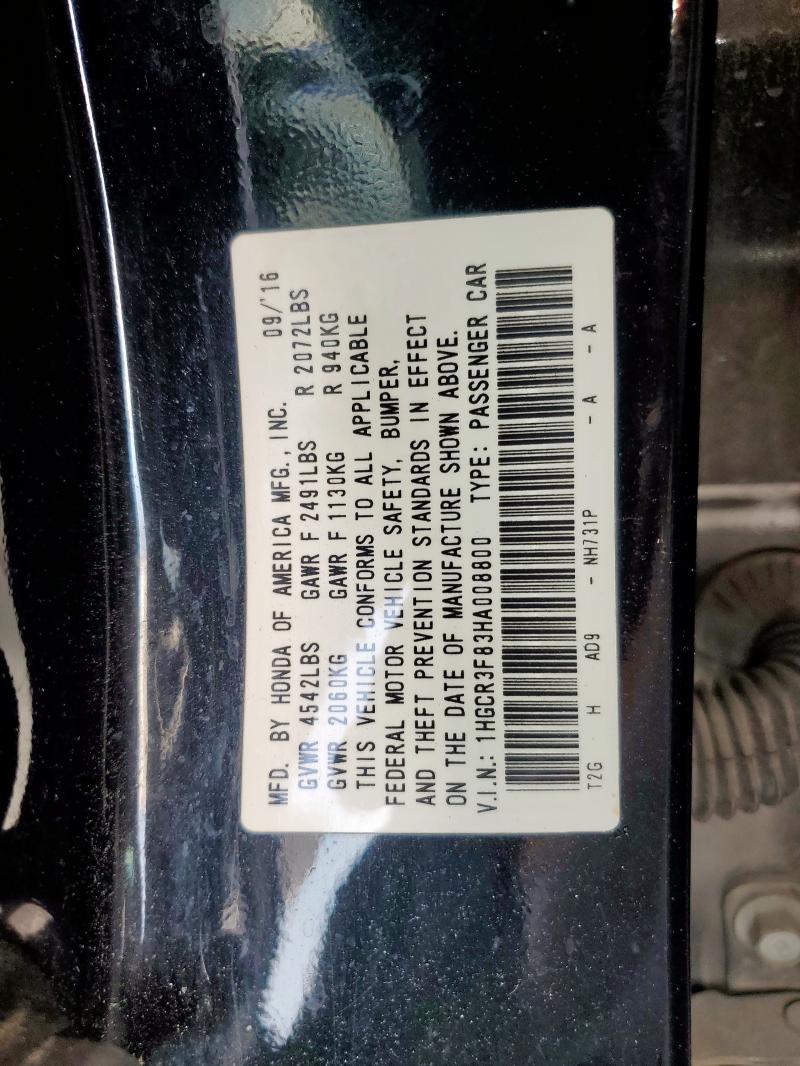 MFD. BY HONDA OF AMERICA MFG., INC. 09/'16
GVWR 4542LBS GAWR F 2491LBS R 2072LBS
GVWR 2060KG GAWR F 1130KG R 940KG
THIS VEHICLE CONFORMS TO ALL APPLICABLE
FEDERAL MOTOR VEHICLE SAFETY, BUMPER,
AND THEFT PREVENTION STANDARDS IN EFFECT
ON THE DATE OF MANUFACTURE SHOWN ABOVE.
V.I.N.: 1HGCR3F83HA008800 TYPE: PASSENGER CAR
T2G H AD9 - NH731P - A - A